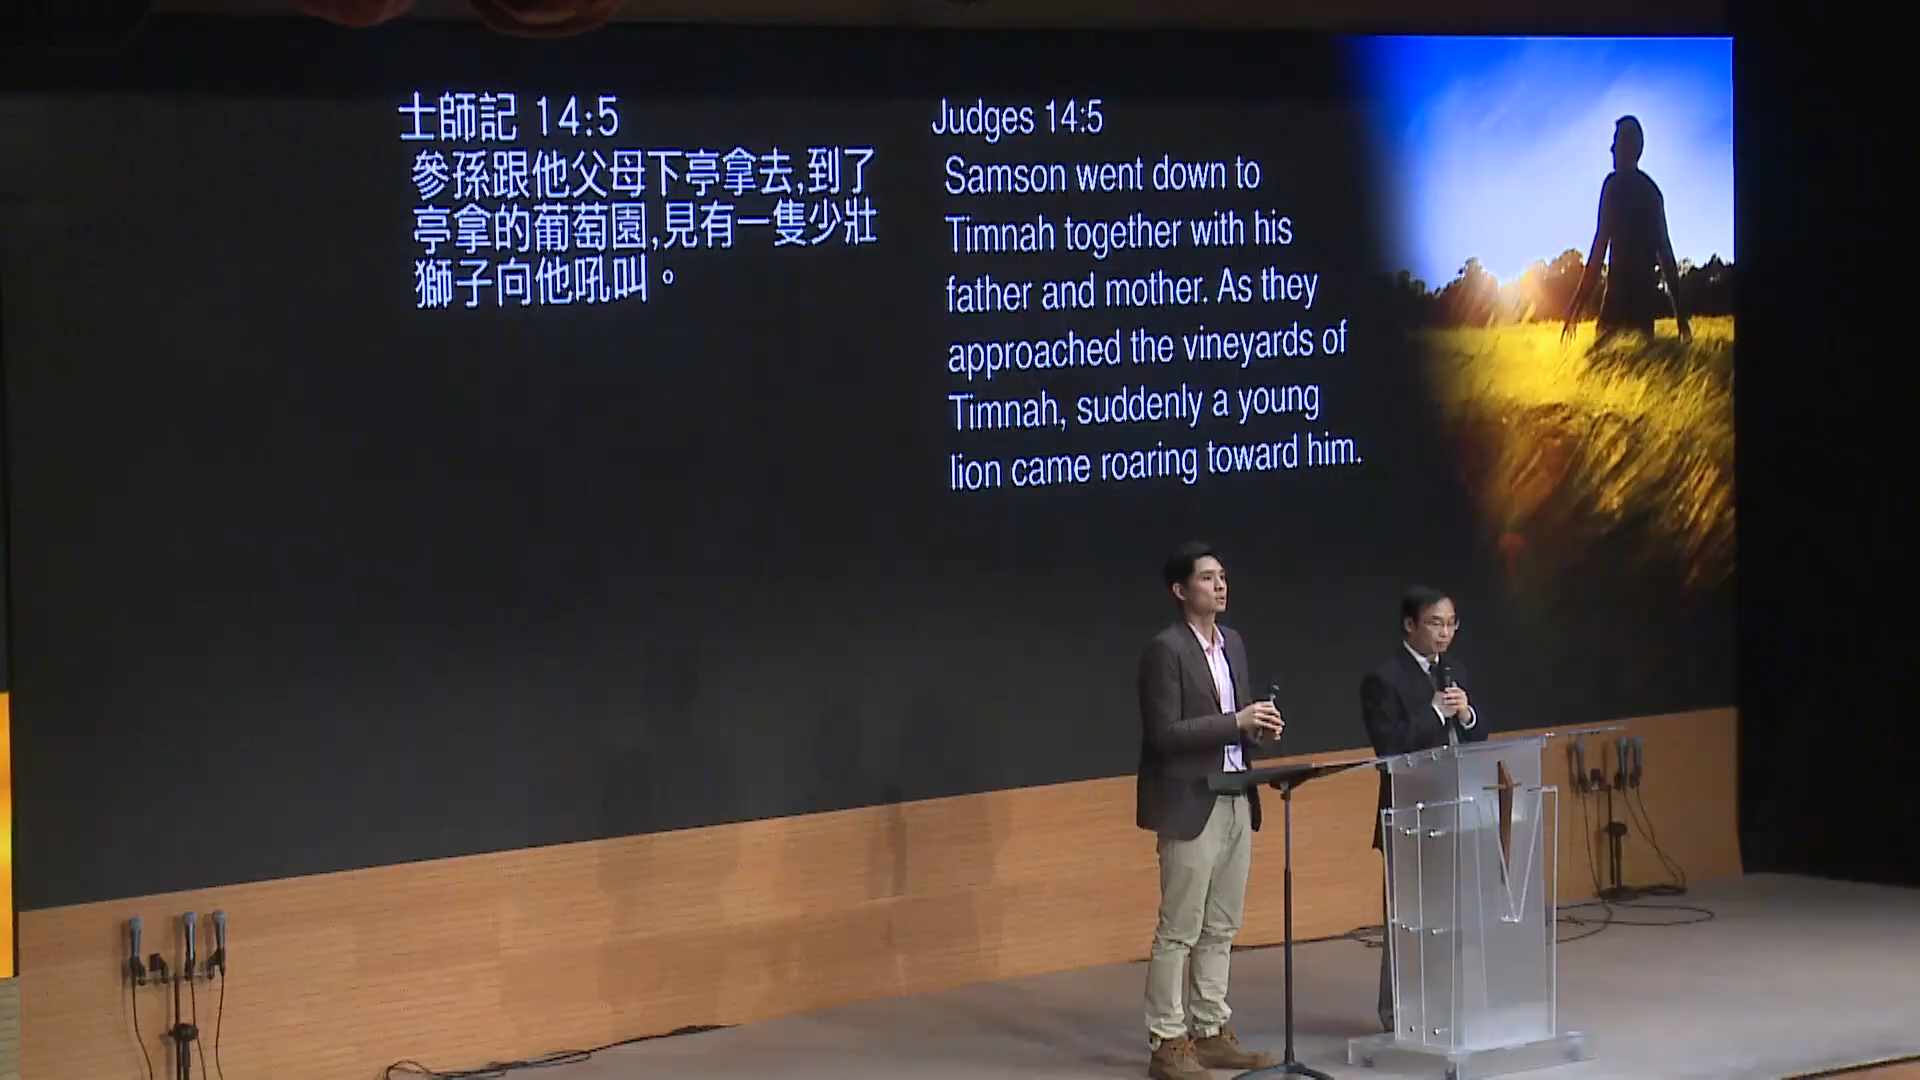 士師記 14:5
參孫跟他父母下亭拿去,到了
亭拿的葡萄園,見有一隻少壯
獅子向他吼叫。
Judges 14:5
Samson went down to
Timnah together with his
father and mother. As they
approached the vineyards of
Timnah, suddenly a young
lion came roaring toward him.